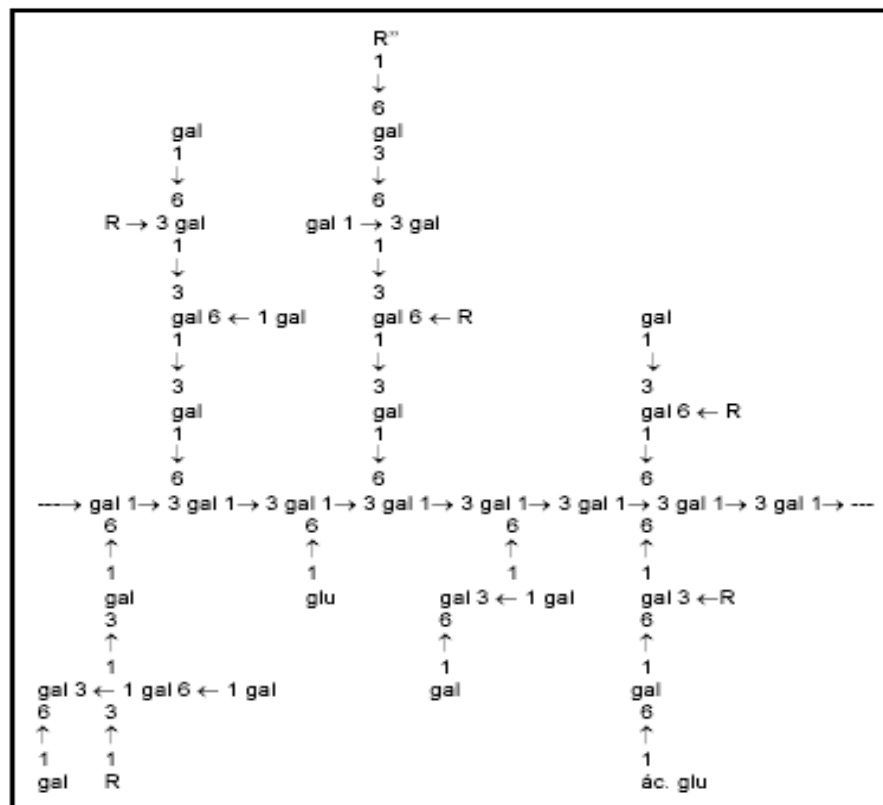 R"
1
↓
6
gal gal
1 3
↓ ↓
6 6
R → 3 gal gal 1 → 3 gal
1 1
↓ ↓
3 3
gal 6 ← 1 gal gal 6 ← R gal
1 1 1
↓ ↓ ↓
3 3 3
gal gal gal 6 ← R
1 1 1
↓ ↓ ↓
6 6 6
---→ gal 1→ 3 gal 1→ 3 gal 1→ 3 gal 1→ 3 gal 1→ 3 gal 1→ 3 gal 1→ 3 gal 1→ ---
6 6 6 6
↑ ↑ ↑ ↑
1 1 1 1
gal glu gal 3 ← 1 gal gal 3 ←R
3 6 6
↑ ↑ ↑
1 1 1
gal 3 ← 1 gal 6 ← 1 gal gal gal
6 3 6
↑ ↑ ↑
1 1 1
gal R ác. glu